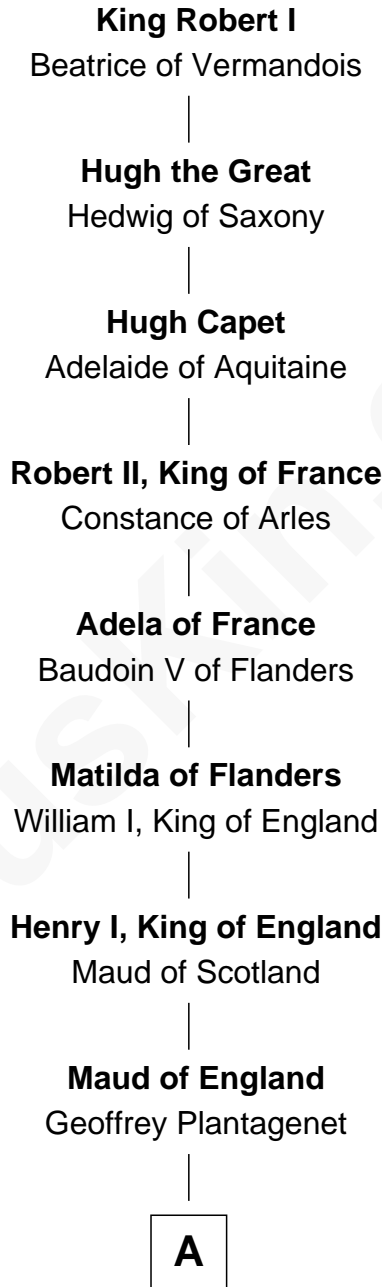 King Robert I
Beatrice of Vermandois
Hugh the Great
Hedwig of Saxony
Hugh Capet
Adelaide of Aquitaine
Robert II, King of France
Constance of Arles
Adela of France
Baudoin V of Flanders
Matilda of Flanders
William I, King of England
Henry I, King of England
Maud of Scotland
Maud of England
Geoffrey Plantagenet
A